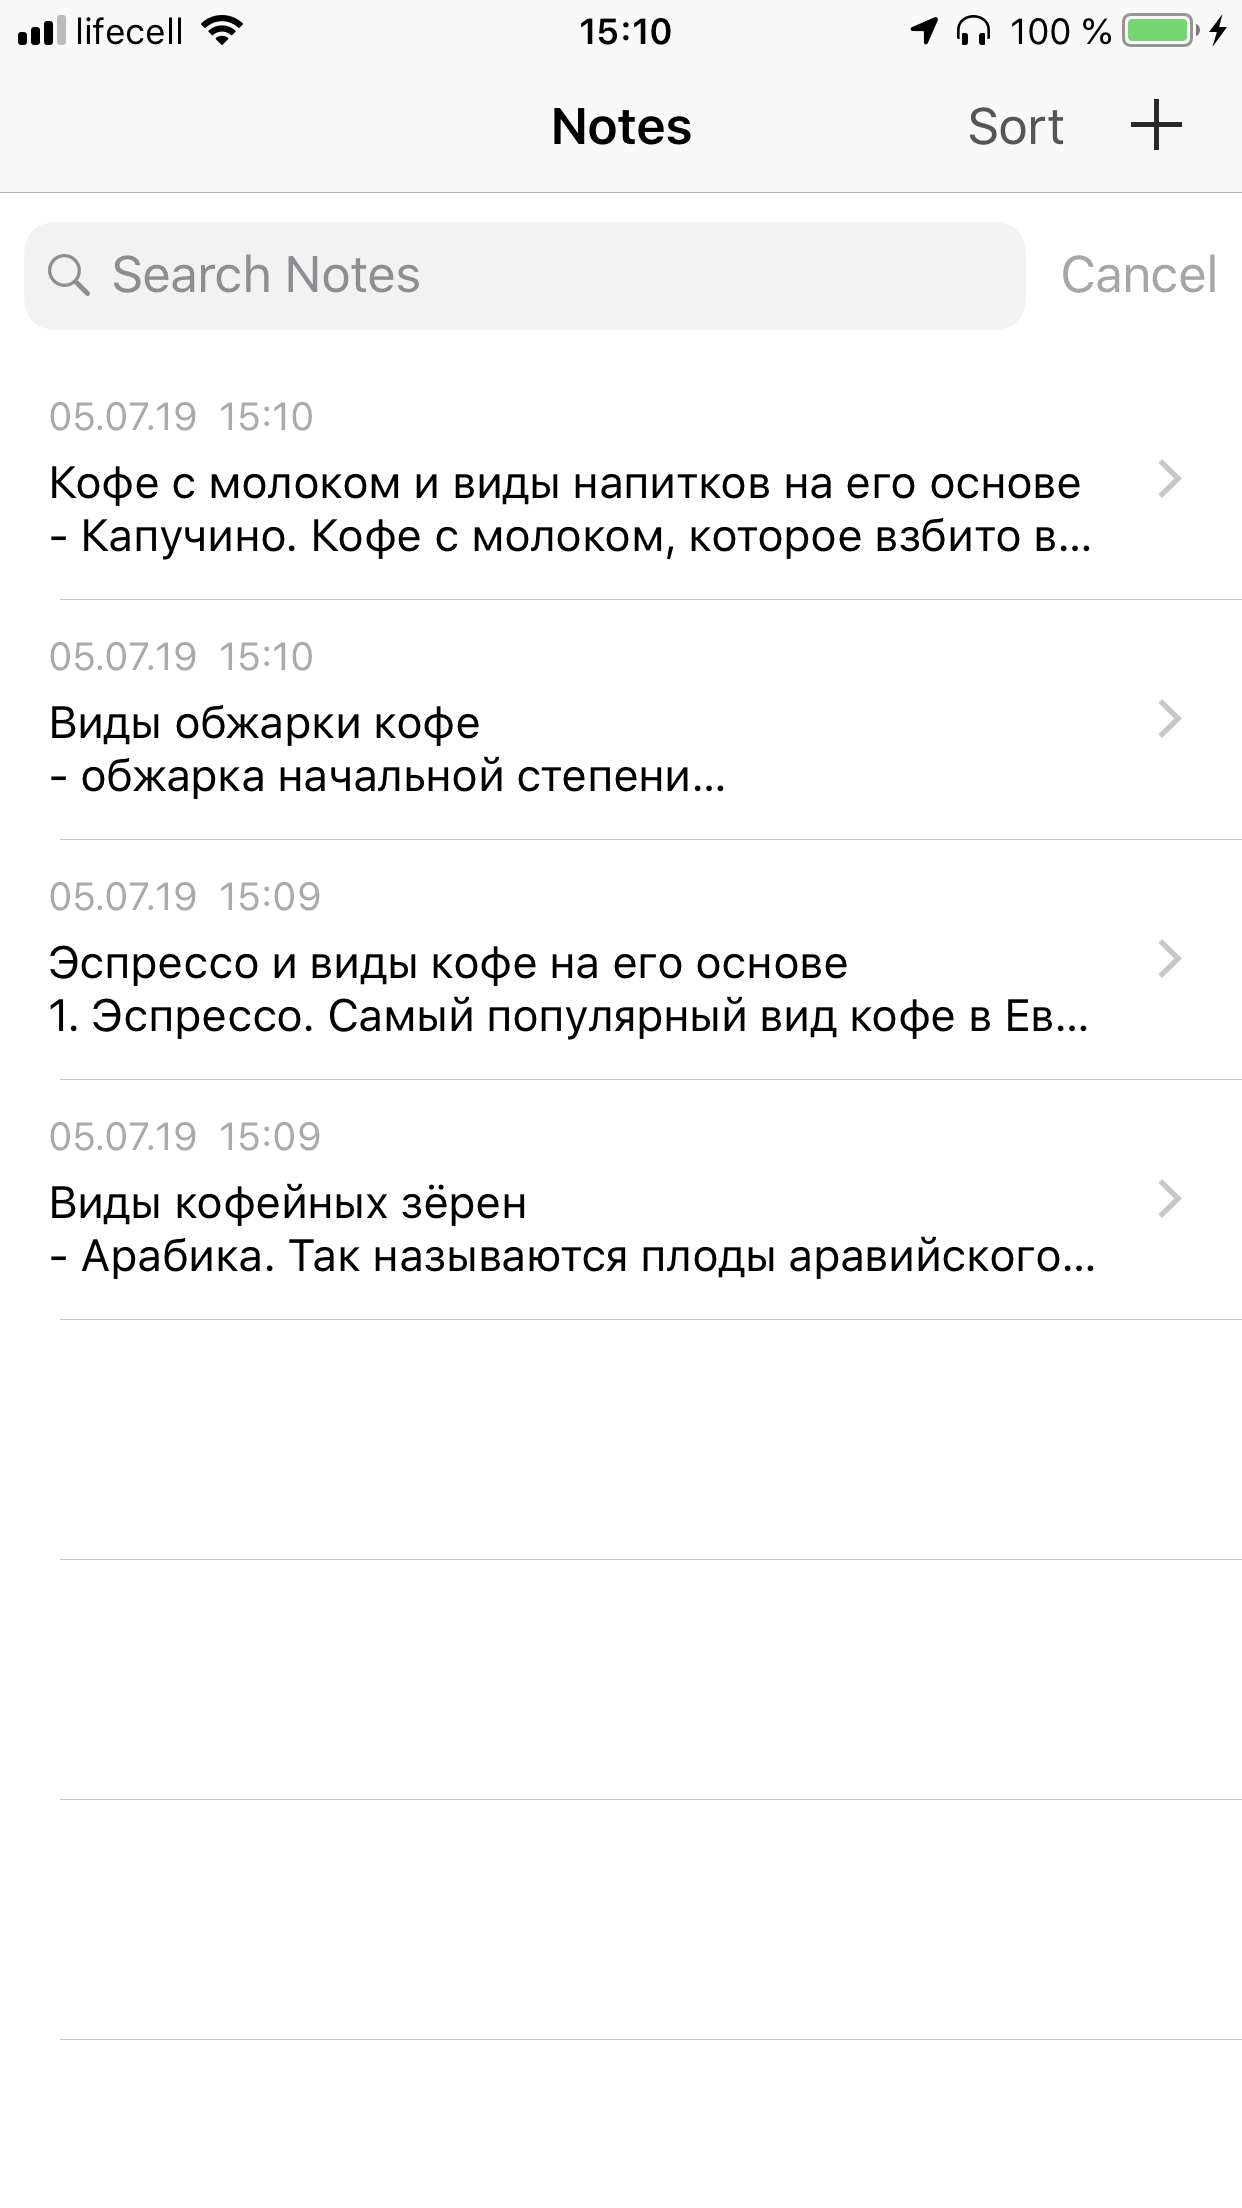 lifecell 15:10 100 %
Notes Sort
Search Notes Cancel
05.07.19 15:10
Кофе с молоком и виды напитков на его основе
- Капучино. Кофе с молоком, которое взбито в...
05.07.19 15:10
Виды обжарки кофе
- обжарка начальной степени...
05.07.19 15:09
Эспрессо и виды кофе на его основе
1. Эспрессо. Самый популярный вид кофе в Ев...
05.07.19 15:09
Виды кофейных зёрен
- Арабика. Так называются плоды аравийского...